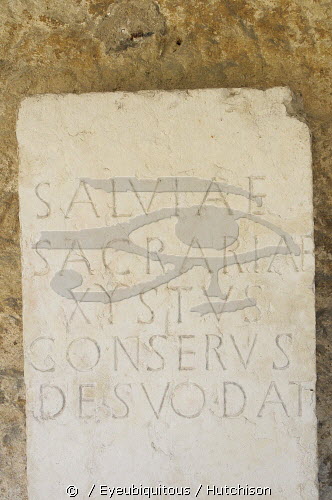 SALVIAE
SACRARIAE
XYSTVS
CONSERVS
DE·SVO·DAT
© / Eyeubiquitous / Hutchison